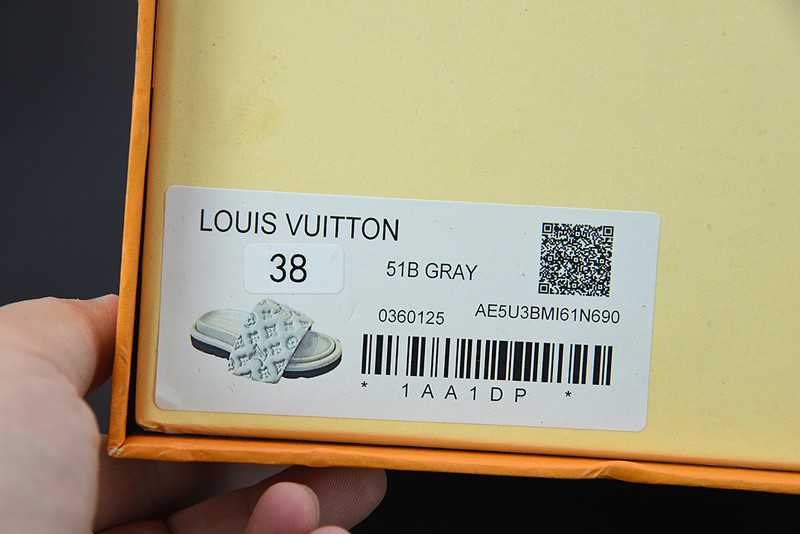 LOUIS VUITTON
38
51B GRAY
0360125
AE5U3BMI61N690
* 1AA1DP *